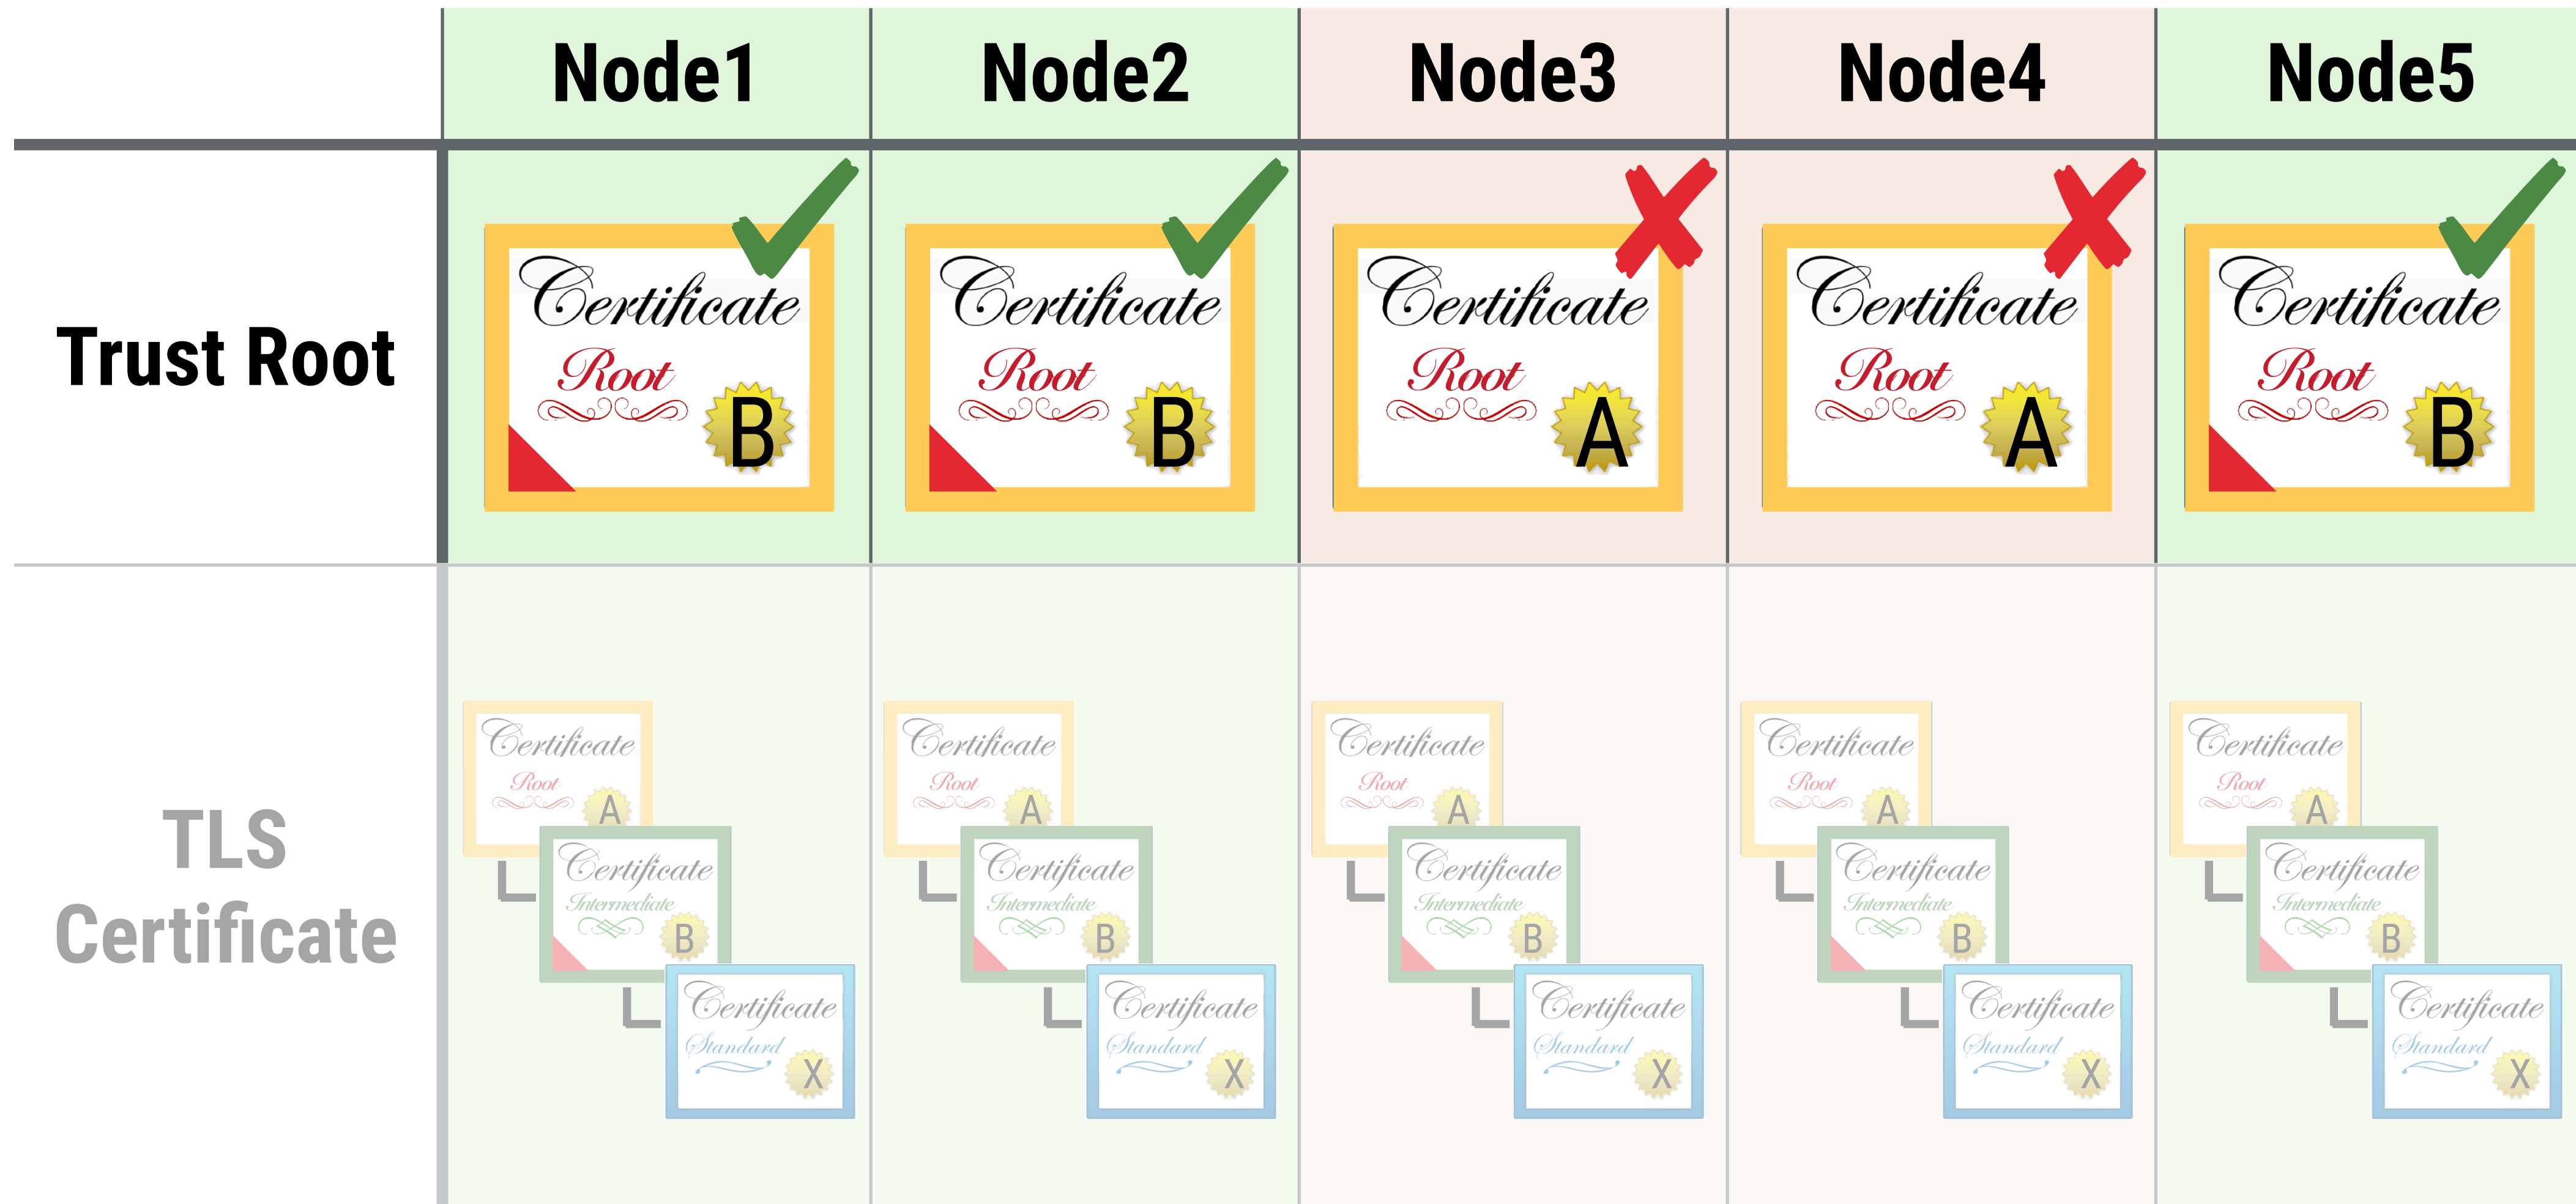 Node1 Node2 Node3 Node4 Node5
Trust Root
Certificate Certificate Certificate Certificate Certificate
Root Root Root Root Root
B B A A B
TLS
Certificate
Certificate Certificate Certificate Certificate Certificate
Root Root Root Root Root
A A A A A
Certificate Certificate Certificate Certificate Certificate
Intermediate Intermediate Intermediate Intermediate Intermediate
B B B B B
Certificate Certificate Certificate Certificate Certificate
Standard Standard Standard Standard Standard
X X X X X